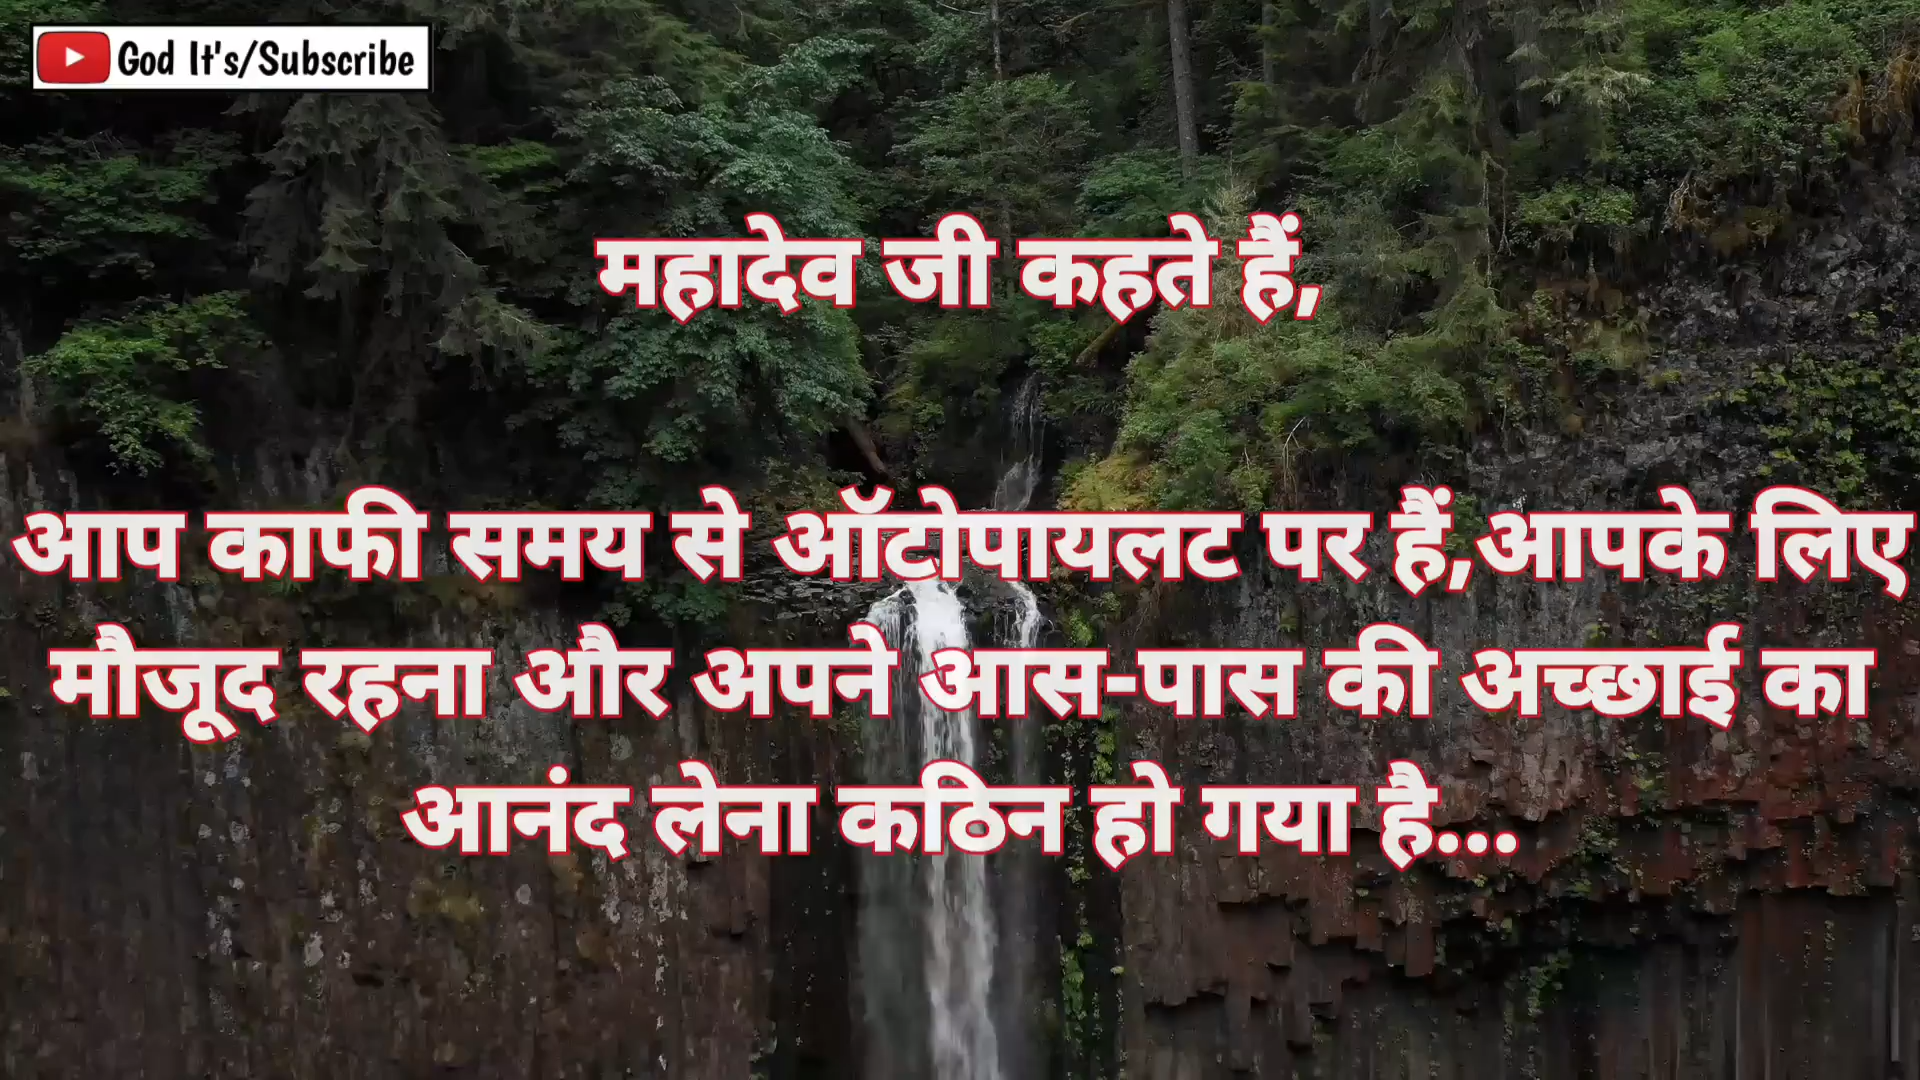 God It's/Subscribe
महादेव जी कहते हैं,
आप काफी समय से ऑटोपायलट पर हैं,आपके लिए
मौजूद रहना और अपने आस-पास की अच्छाई का
आनंद लेना कठिन हो गया है...